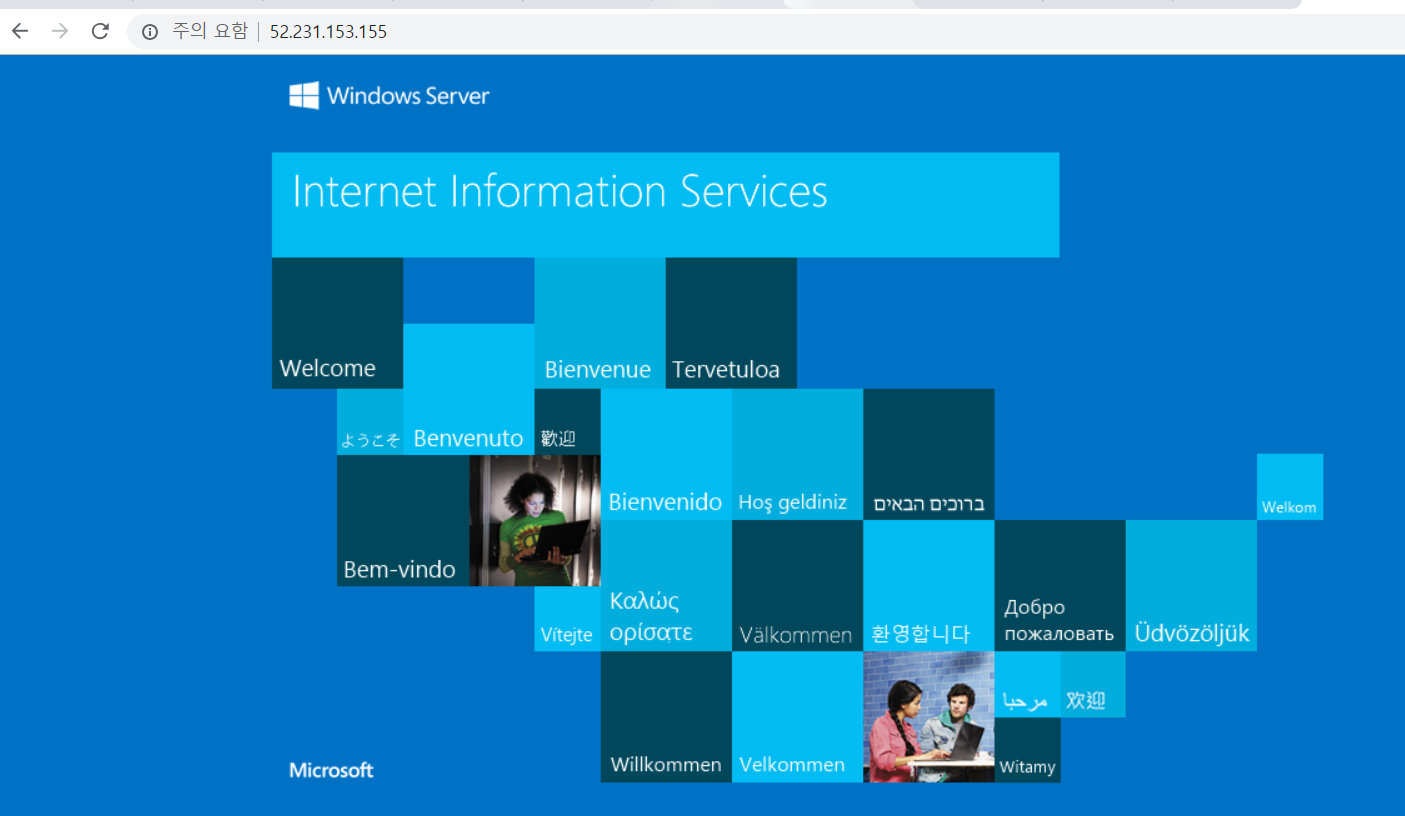 주의 요함 | 52.231.153.155
Windows Server
Internet Information Services
Welcome
Bienvenue
Tervetuloa
ようこそ
Benvenuto
歡迎
Bienvenido
Hoş geldiniz
ברוכים הבאים
Welkom
Bem-vindo
Vítejte
Καλώς
ορίσατε
Välkommen
환영합니다
Добро
пожаловать
Üdvözöljük
Microsoft
Willkommen
Velkommen
مرحبا
欢迎
Witamy